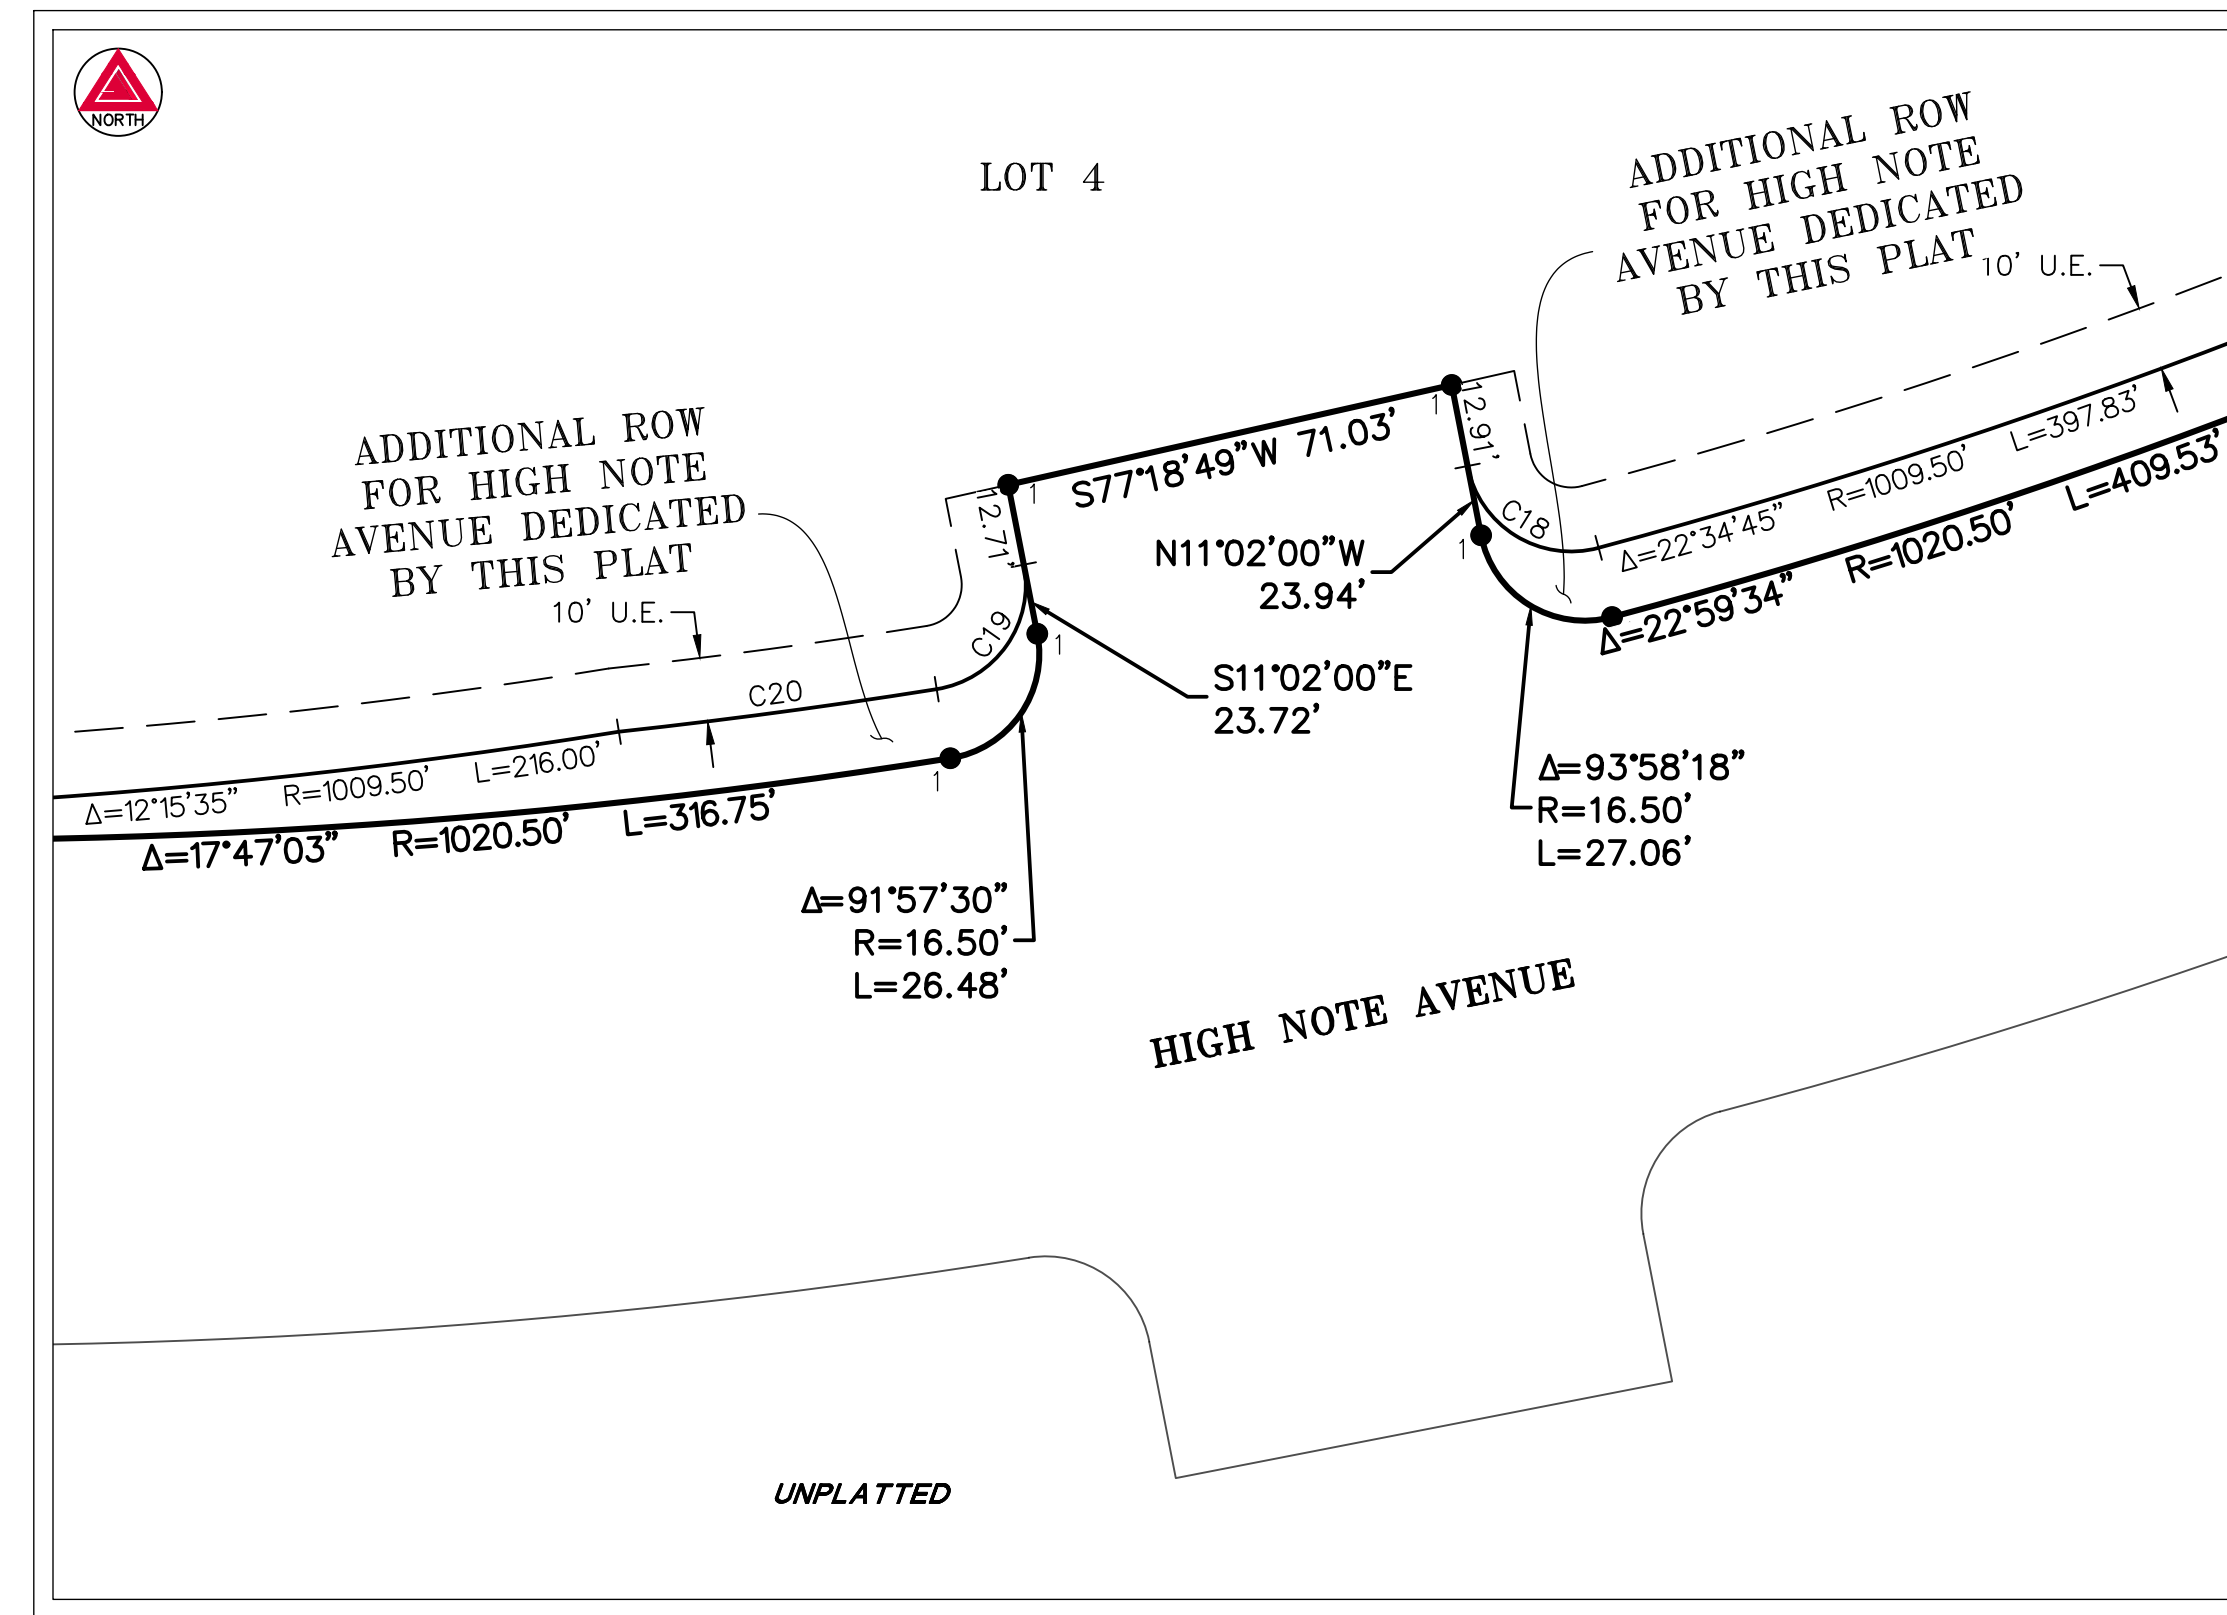 NORTH
LOT 4
ADDITIONAL ROW
FOR HIGH NOTE
AVENUE DEDICATED
BY THIS PLAT
10' U.E.
ADDITIONAL ROW
FOR HIGH NOTE
AVENUE DEDICATED
BY THIS PLAT
10' U.E.
1
S77°18'49"W 71.03'
1
12.91'
12.71'
C18
C19
C20
N11°02'00"W
23.94'
1
S11°02'00"E
23.72'
1
1
Δ=22°34'45" R=1009.50' L=397.83'
Δ=22°59'34" R=1020.50' L=409.53'
Δ=12°15'35" R=1009.50' L=216.00'
Δ=17°47'03" R=1020.50' L=316.75'
Δ=93°58'18"
R=16.50'
L=27.06'
Δ=91°57'30"
R=16.50'
L=26.48'
HIGH NOTE AVENUE
UNPLATTED